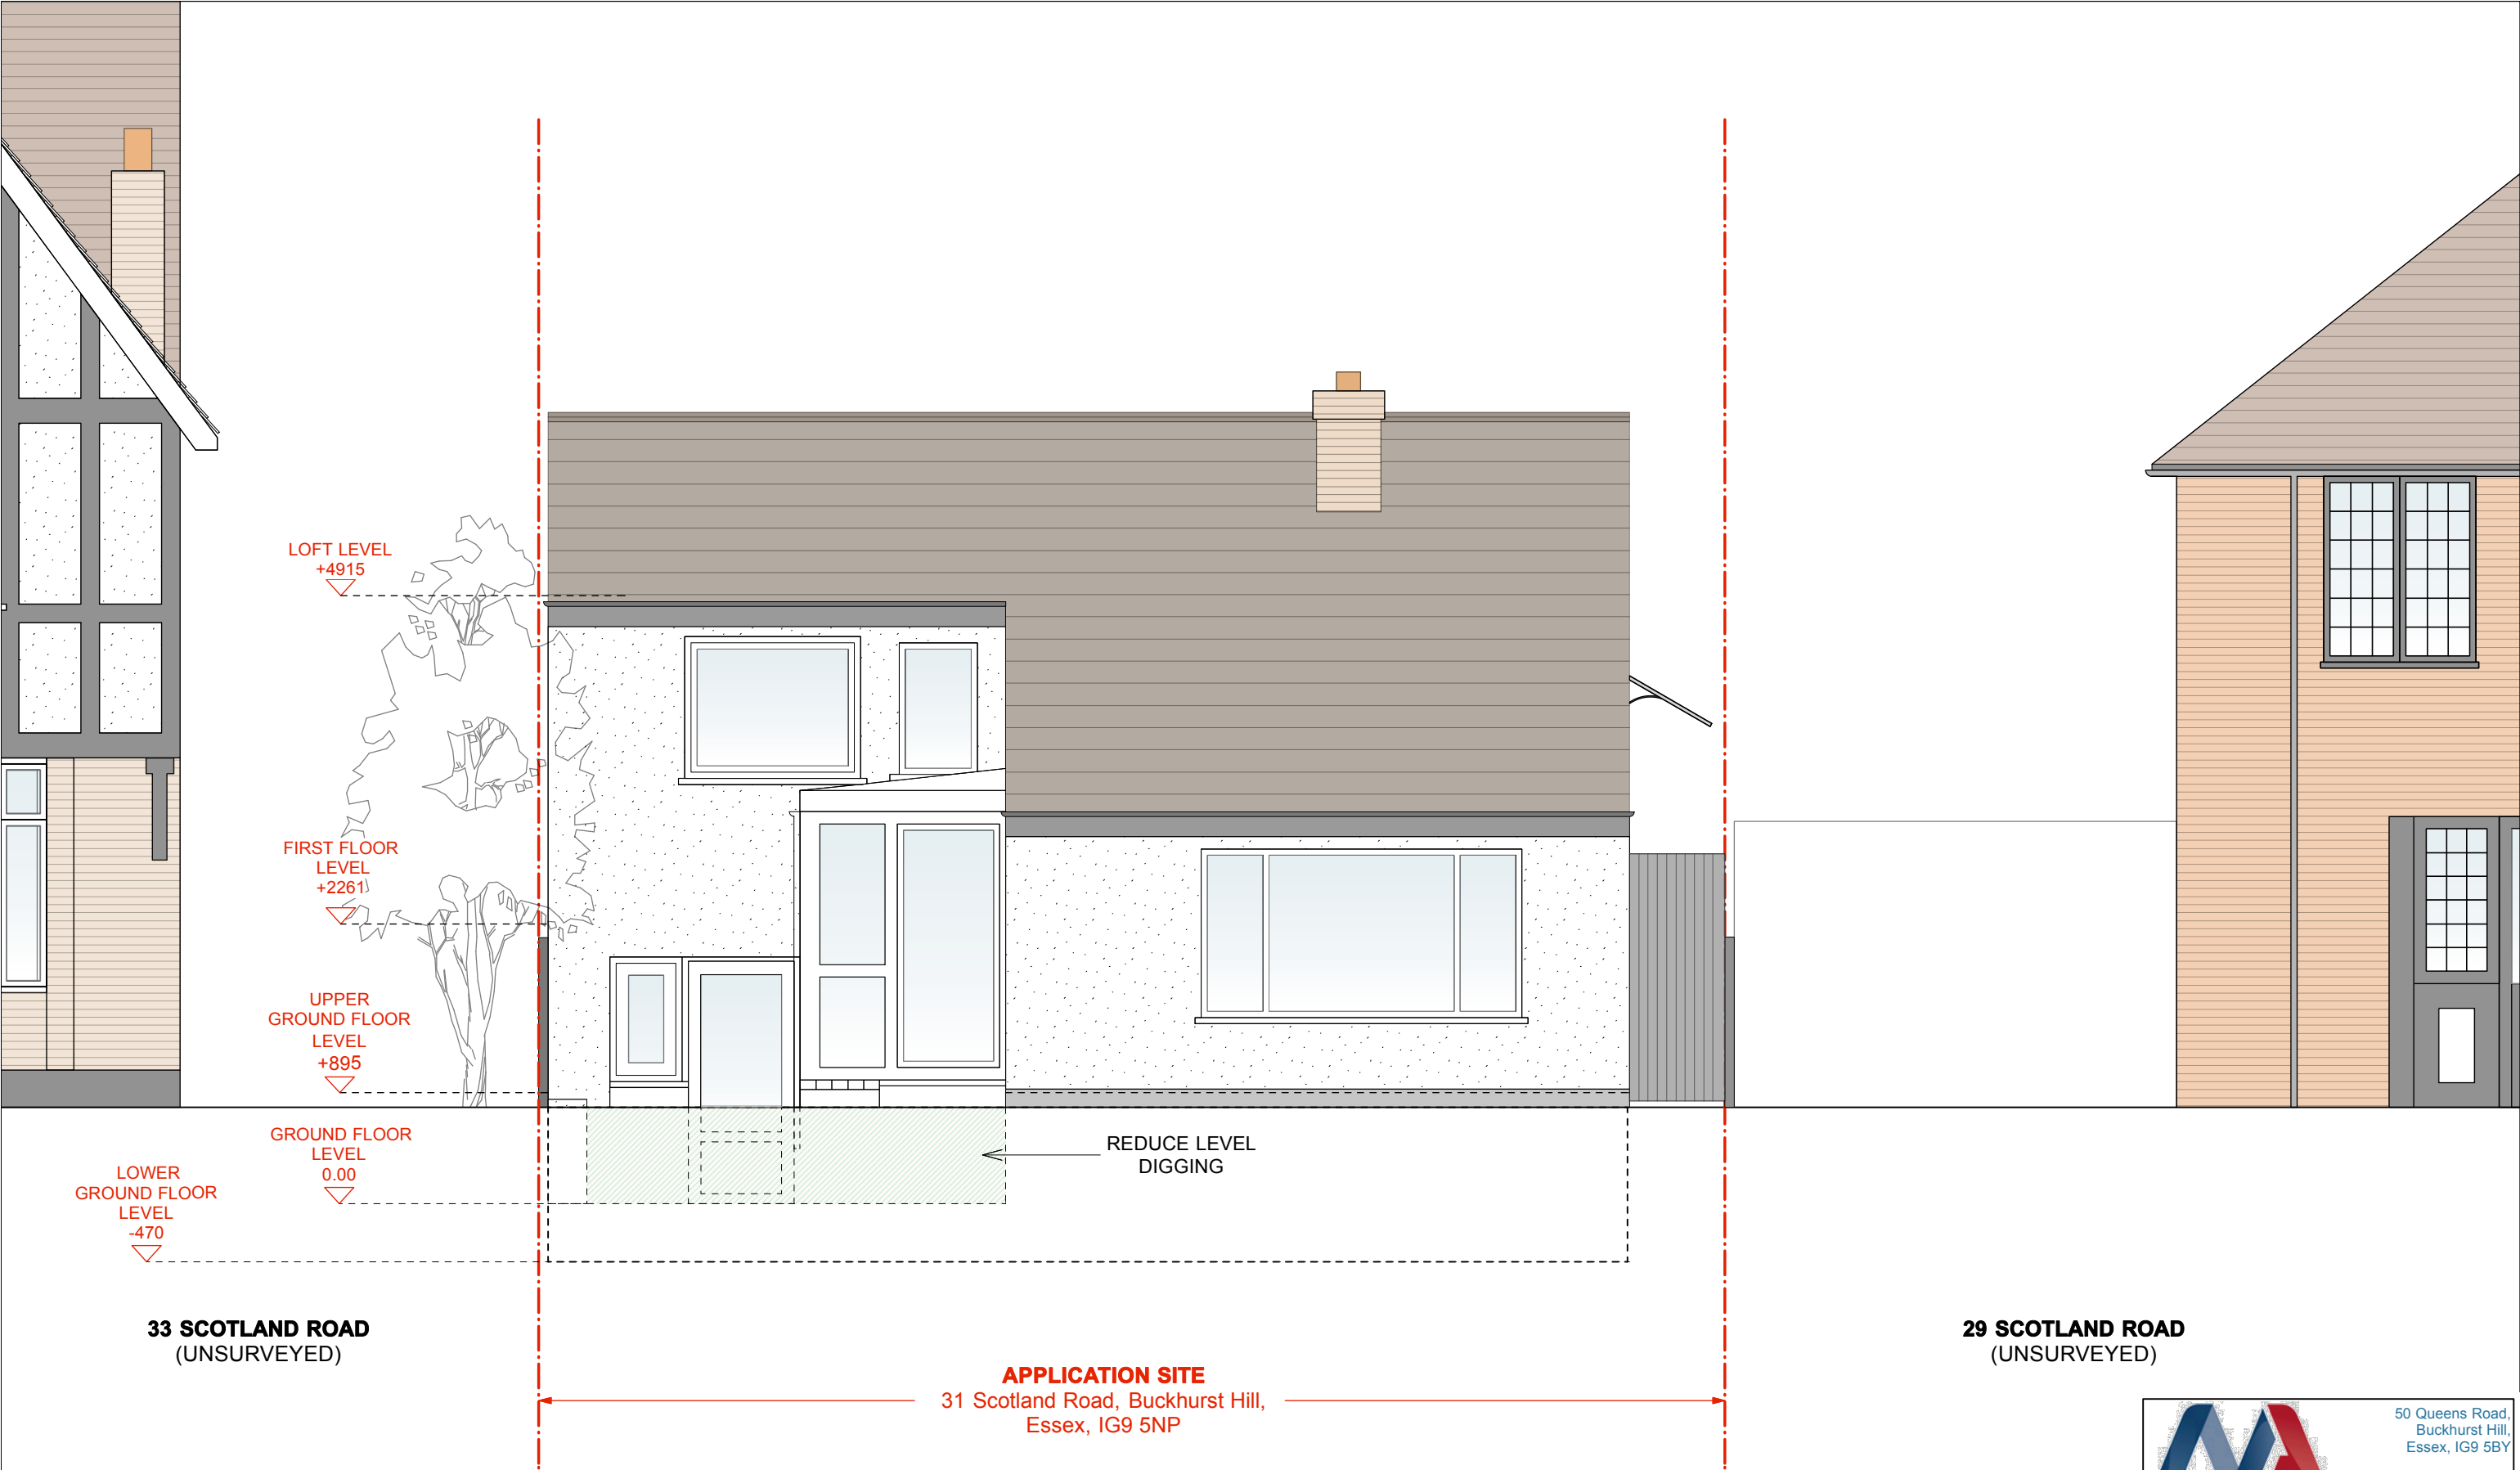 LOFT LEVEL
+4915
FIRST FLOOR
LEVEL
+2261
UPPER
GROUND FLOOR
LEVEL
+895
GROUND FLOOR
LEVEL
0.00
LOWER
GROUND FLOOR
LEVEL
-470
REDUCE LEVEL
DIGGING
33 SCOTLAND ROAD
(UNSURVEYED)
29 SCOTLAND ROAD
(UNSURVEYED)
APPLICATION SITE
31 Scotland Road, Buckhurst Hill,
Essex, IG9 5NP
50 Queens Road,
Buckhurst Hill,
Essex, IG9 5BY